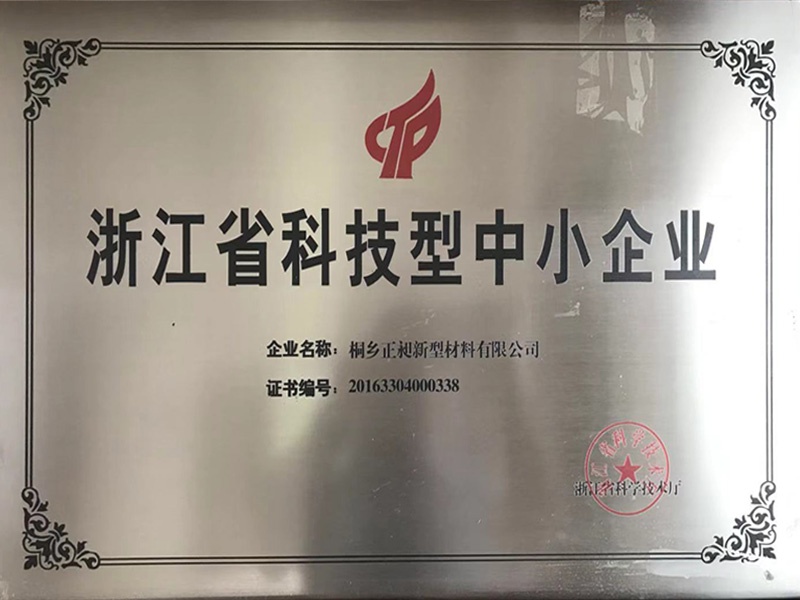 浙江省科技型中小企业
企业名称：桐乡正昶新型材料有限公司
证书编号：20163304000338
浙江省科学技术厅